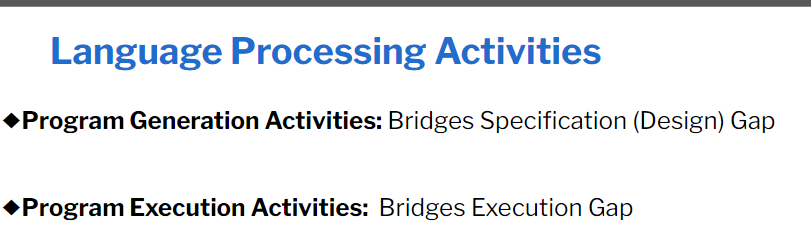 Language Processing Activities
◆Program Generation Activities: Bridges Specification (Design) Gap
◆Program Execution Activities: Bridges Execution Gap